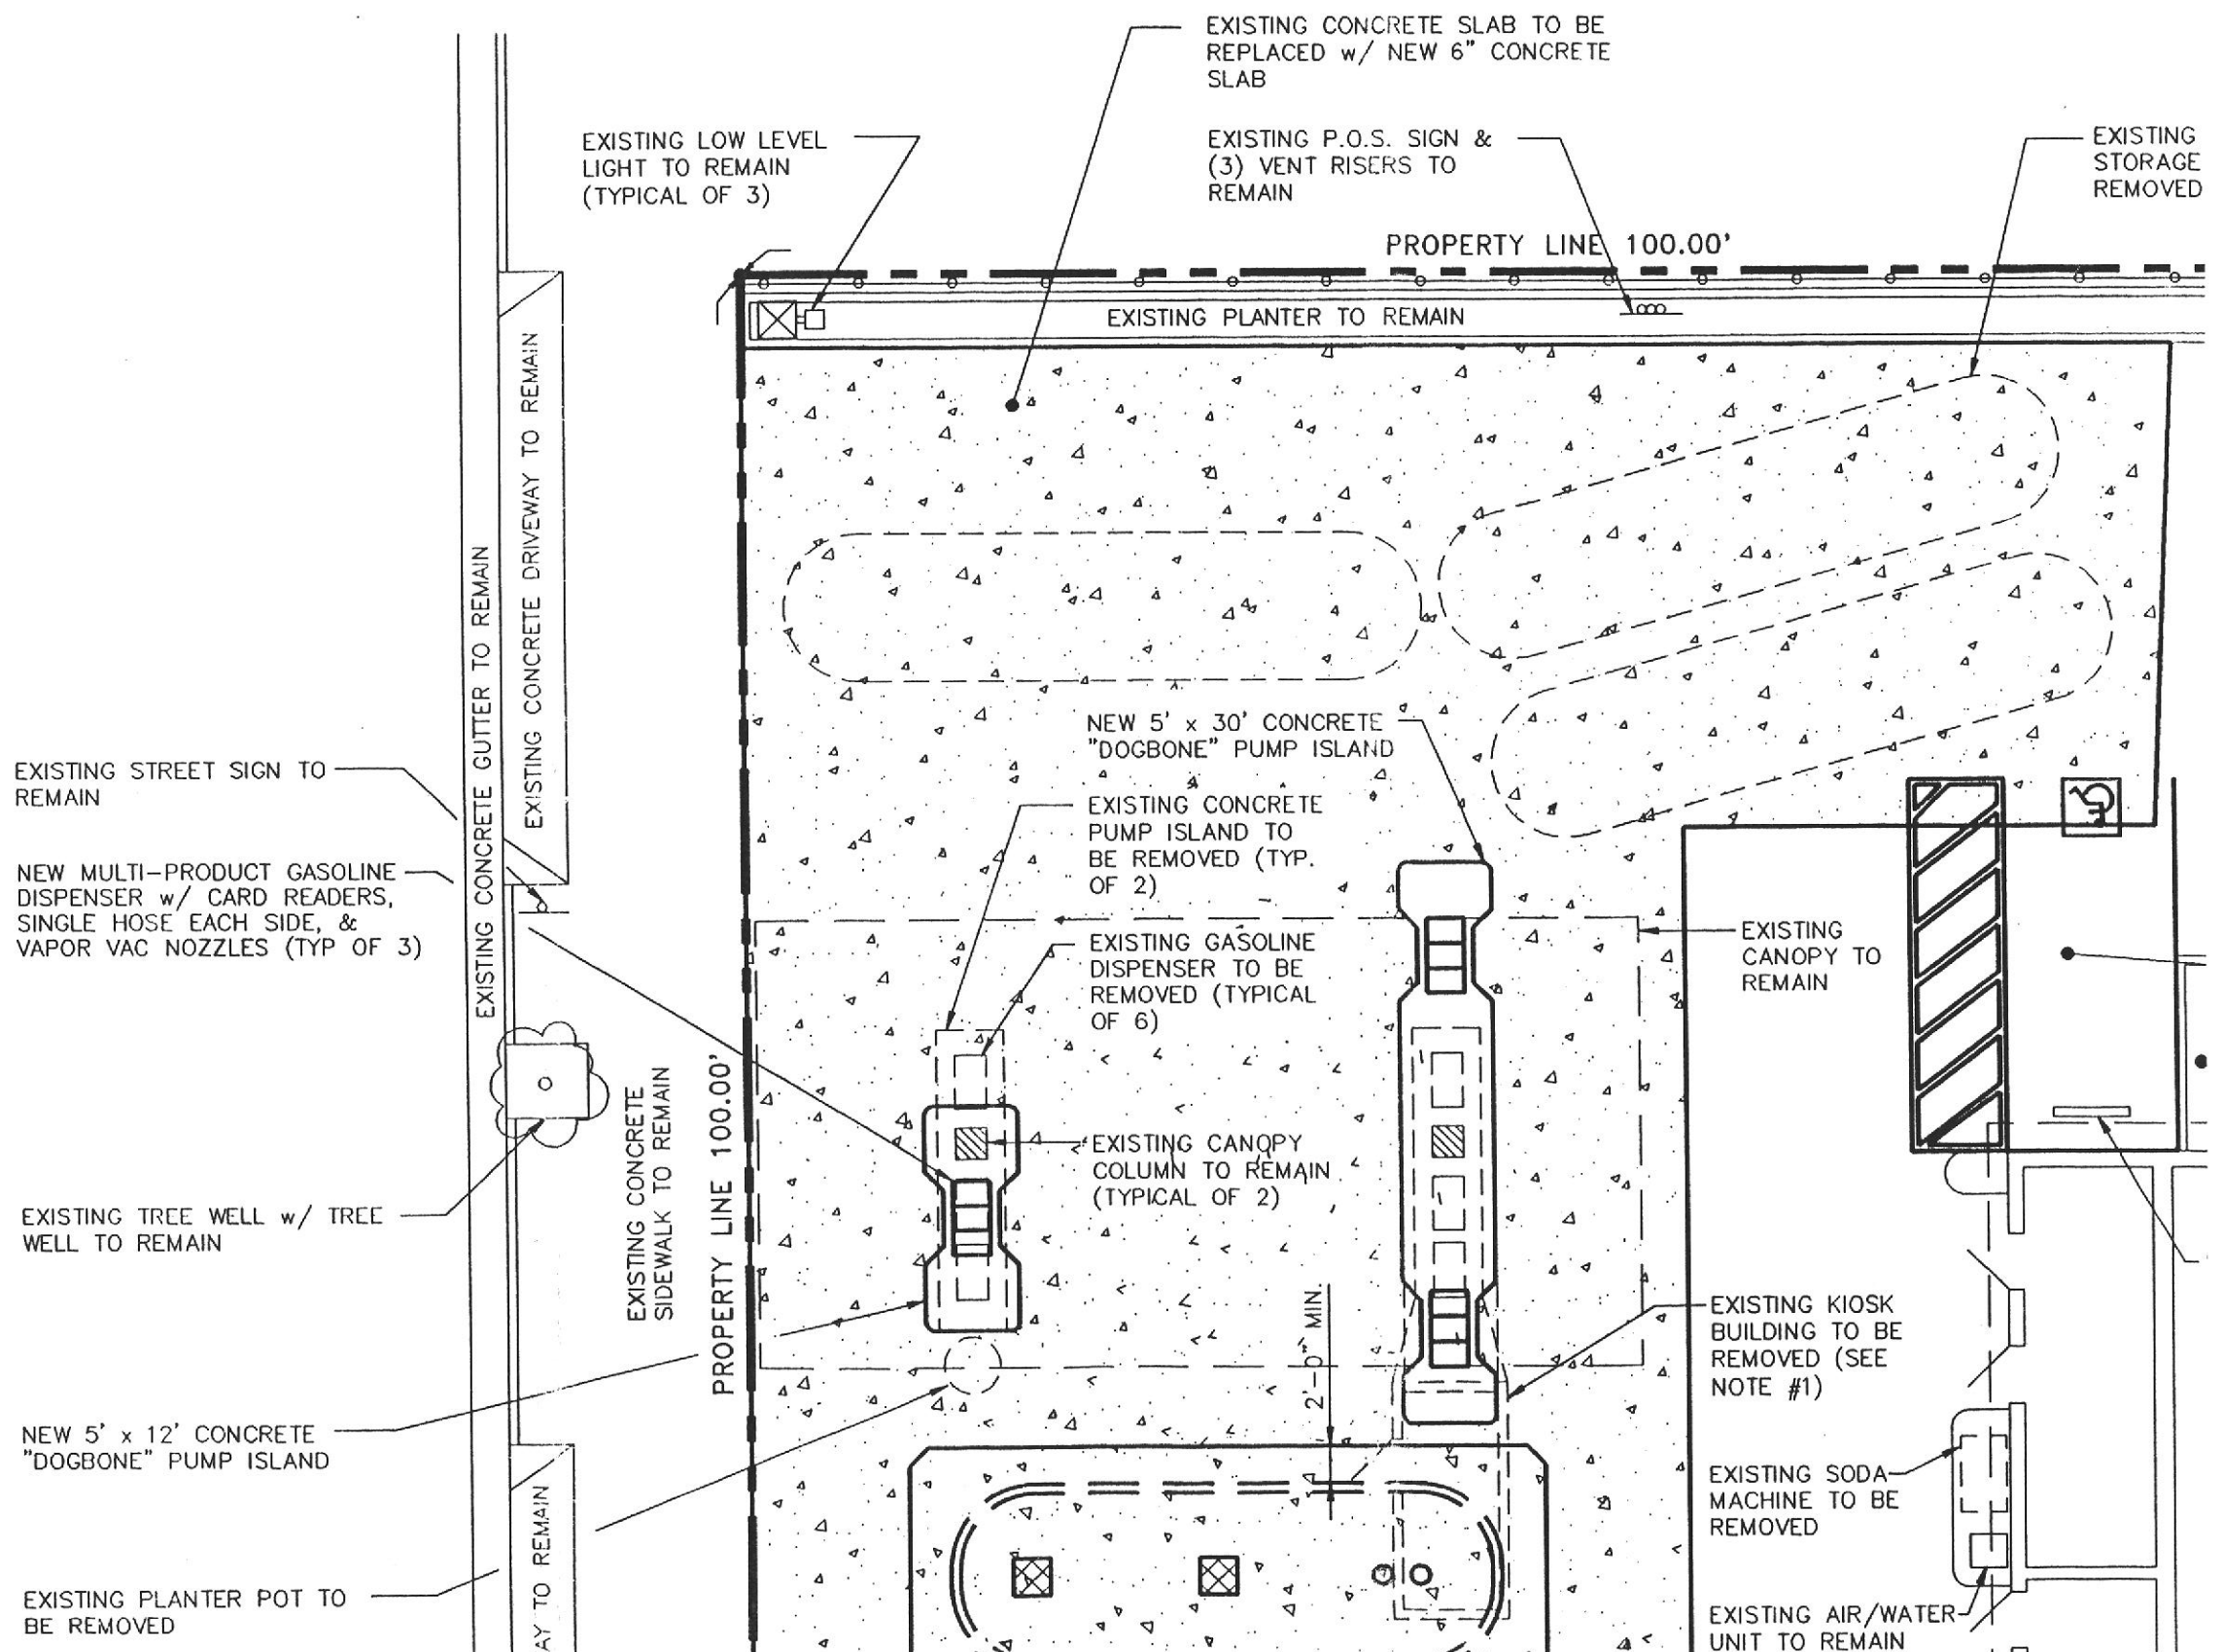 EXISTING CONCRETE SLAB TO BE
REPLACED w/ NEW 6" CONCRETE
SLAB
EXISTING LOW LEVEL
LIGHT TO REMAIN
(TYPICAL OF 3)
EXISTING P.O.S. SIGN &
(3) VENT RISERS TO
REMAIN
EXISTING
STORAGE
REMOVED
PROPERTY LINE 100.00'
EXISTING PLANTER TO REMAIN
EXISTING CONCRETE DRIVEWAY TO REMAIN
EXISTING CONCRETE GUTTER TO REMAIN
NEW 5' x 30' CONCRETE
"DOGBONE" PUMP ISLAND
EXISTING STREET SIGN TO
REMAIN
EXISTING CONCRETE
PUMP ISLAND TO
BE REMOVED (TYP.
OF 2)
NEW MULTI-PRODUCT GASOLINE
DISPENSER w/ CARD READERS,
SINGLE HOSE EACH SIDE, &
VAPOR VAC NOZZLES (TYP OF 3)
EXISTING GASOLINE
DISPENSER TO BE
REMOVED (TYPICAL
OF 6)
EXISTING
CANOPY TO
REMAIN
EXISTING CONCRETE
SIDEWALK TO REMAIN
PROPERTY LINE 100.00'
EXISTING CANOPY
COLUMN TO REMAIN
(TYPICAL OF 2)
EXISTING TREE WELL w/ TREE
WELL TO REMAIN
2'-0" MIN.
EXISTING KIOSK
BUILDING TO BE
REMOVED (SEE
NOTE #1)
NEW 5' x 12' CONCRETE
"DOGBONE" PUMP ISLAND
EXISTING SODA
MACHINE TO BE
REMOVED
AY TO REMAIN
EXISTING PLANTER POT TO
BE REMOVED
EXISTING AIR/WATER
UNIT TO REMAIN